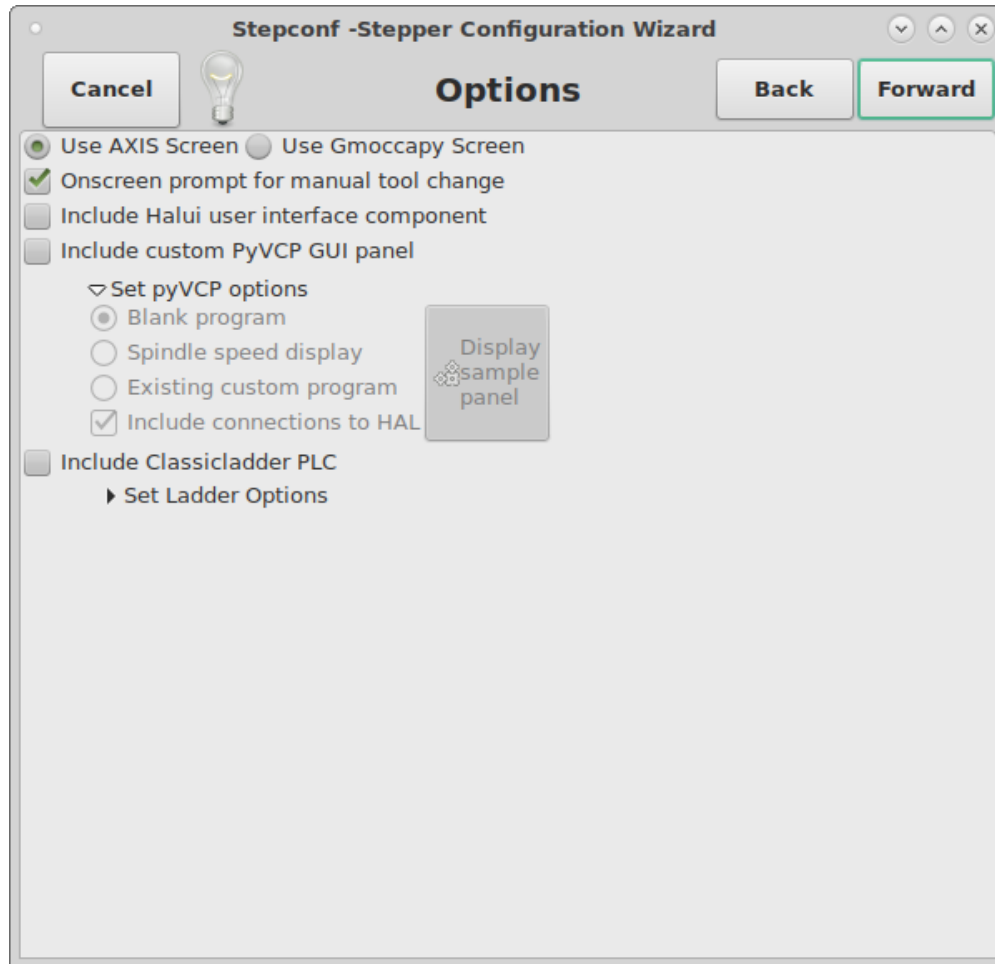 Stepconf -Stepper Configuration Wizard
Cancel
Options
Back
Forward
Use AXIS Screen
Use Gmoccapy Screen
Onscreen prompt for manual tool change
Include Halui user interface component
Include custom PyVCP GUI panel
Set pyVCP options
Blank program
Spindle speed display
Existing custom program
Include connections to HAL
Display
sample
panel
Include Classicladder PLC
Set Ladder Options